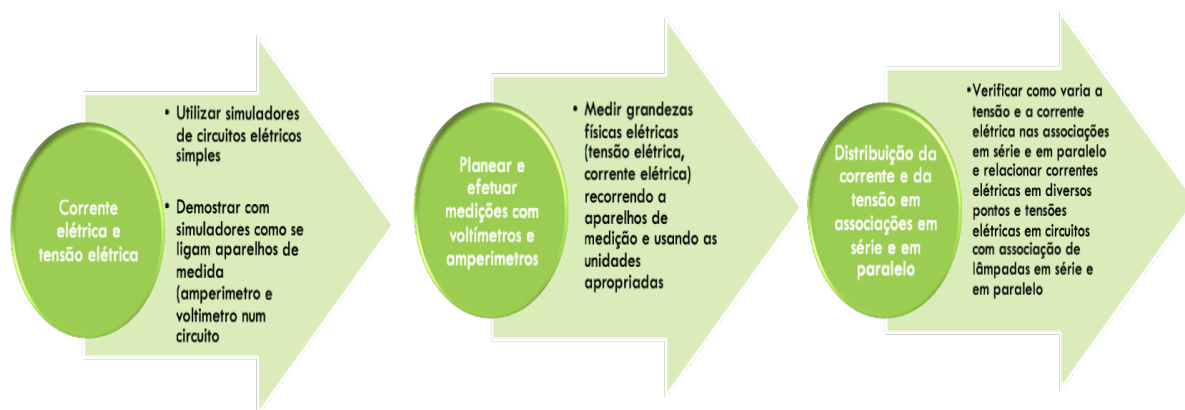 Corrente
elétrica e
tensão elétrica
• Utilizar simuladores
de circuitos elétricos
simples
• Demostrar com
simuladores como se
ligam aparelhos de
medida
(amperimetro e
voltimetro num
circuito
Planear e
efetuar
medições com
voltímetros e
amperímetros
• Medir grandezas
físicas elétricas
(tensão elétrica,
corrente elétrica)
recorrendo a
aparelhos de
medição e usando as
unidades
apropriadas
Distribuição da
corrente e da
tensão em
associações em
série e em
paralelo
•Verificar como varia a
tensão e a corrente
elétrica nas associações
em série e em paralelo
e relacionar correntes
elétricas em diversos
pontos e tensões
elétricas em circuitos
com associação de
lâmpadas em série e
em paralelo